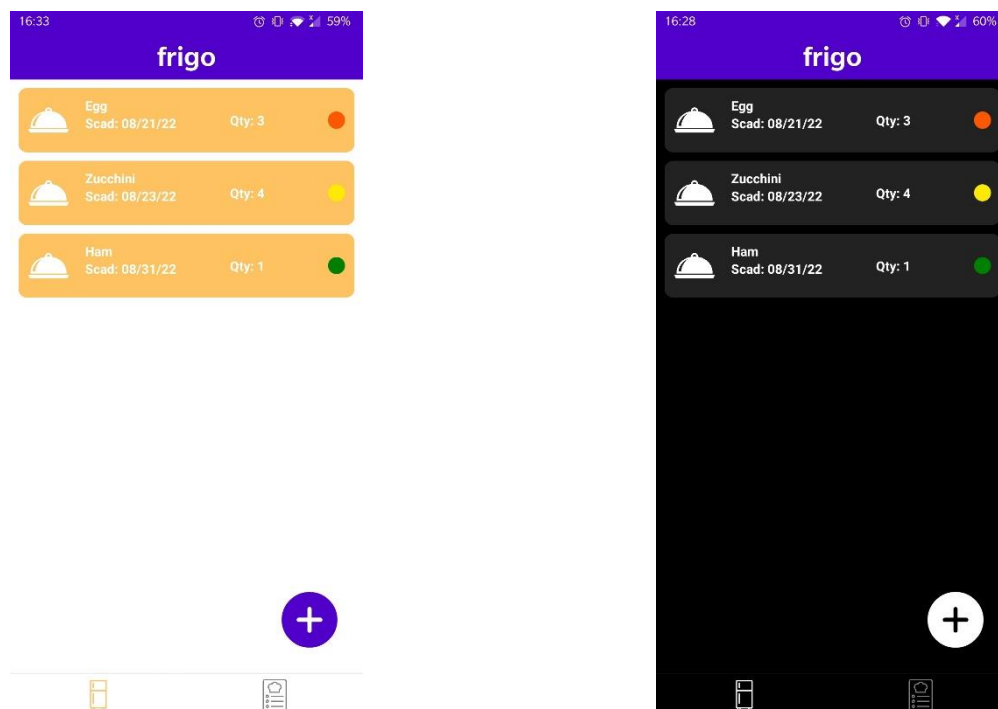 16:33
59%
frigo
Egg
Scad: 08/21/22
Qty: 3
Zucchini
Scad: 08/23/22
Qty: 4
Ham
Scad: 08/31/22
Qty: 1
16:28
60%
frigo
Egg
Scad: 08/21/22
Qty: 3
Zucchini
Scad: 08/23/22
Qty: 4
Ham
Scad: 08/31/22
Qty: 1